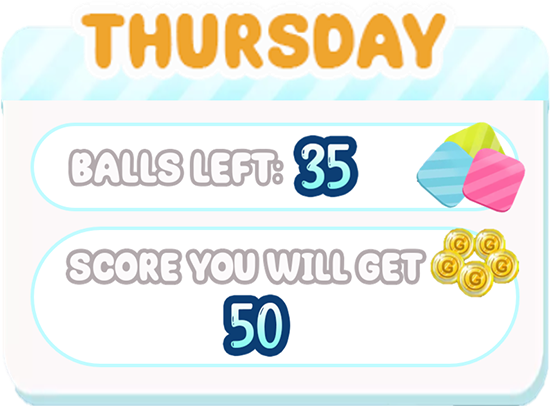 THURSDAY
BALLS LEFT: 35
SCORE YOU WILL GET
G G G G G
50